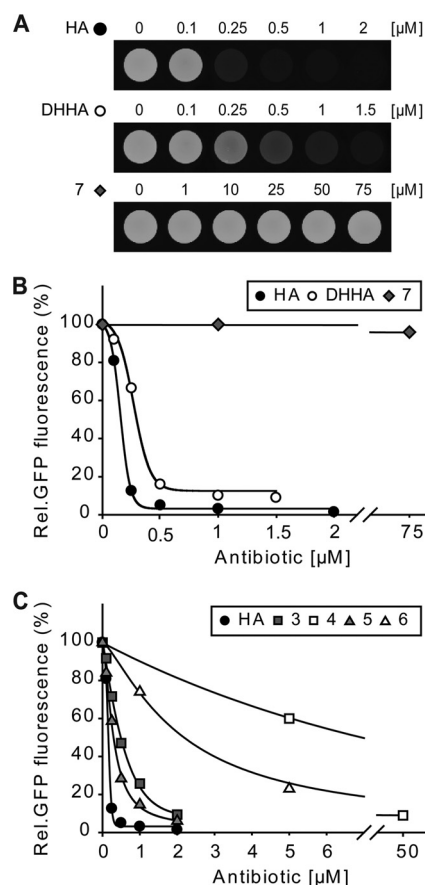 A
HA 0 0.1 0.25 0.5 1 2 [µM]
DHHA 0 0.1 0.25 0.5 1 1.5 [µM]
7 0 1 10 25 50 75 [µM]
B
HA DHHA 7
Rel.GFP fluorescence (%)
100
80
60
40
20
0
0 0.5 1 1.5 2 75
Antibiotic [µM]
C
HA 3 4 5 6
Rel.GFP fluorescence (%)
100
80
60
40
20
0
0 1 2 3 4 5 6 50
Antibiotic [µM]